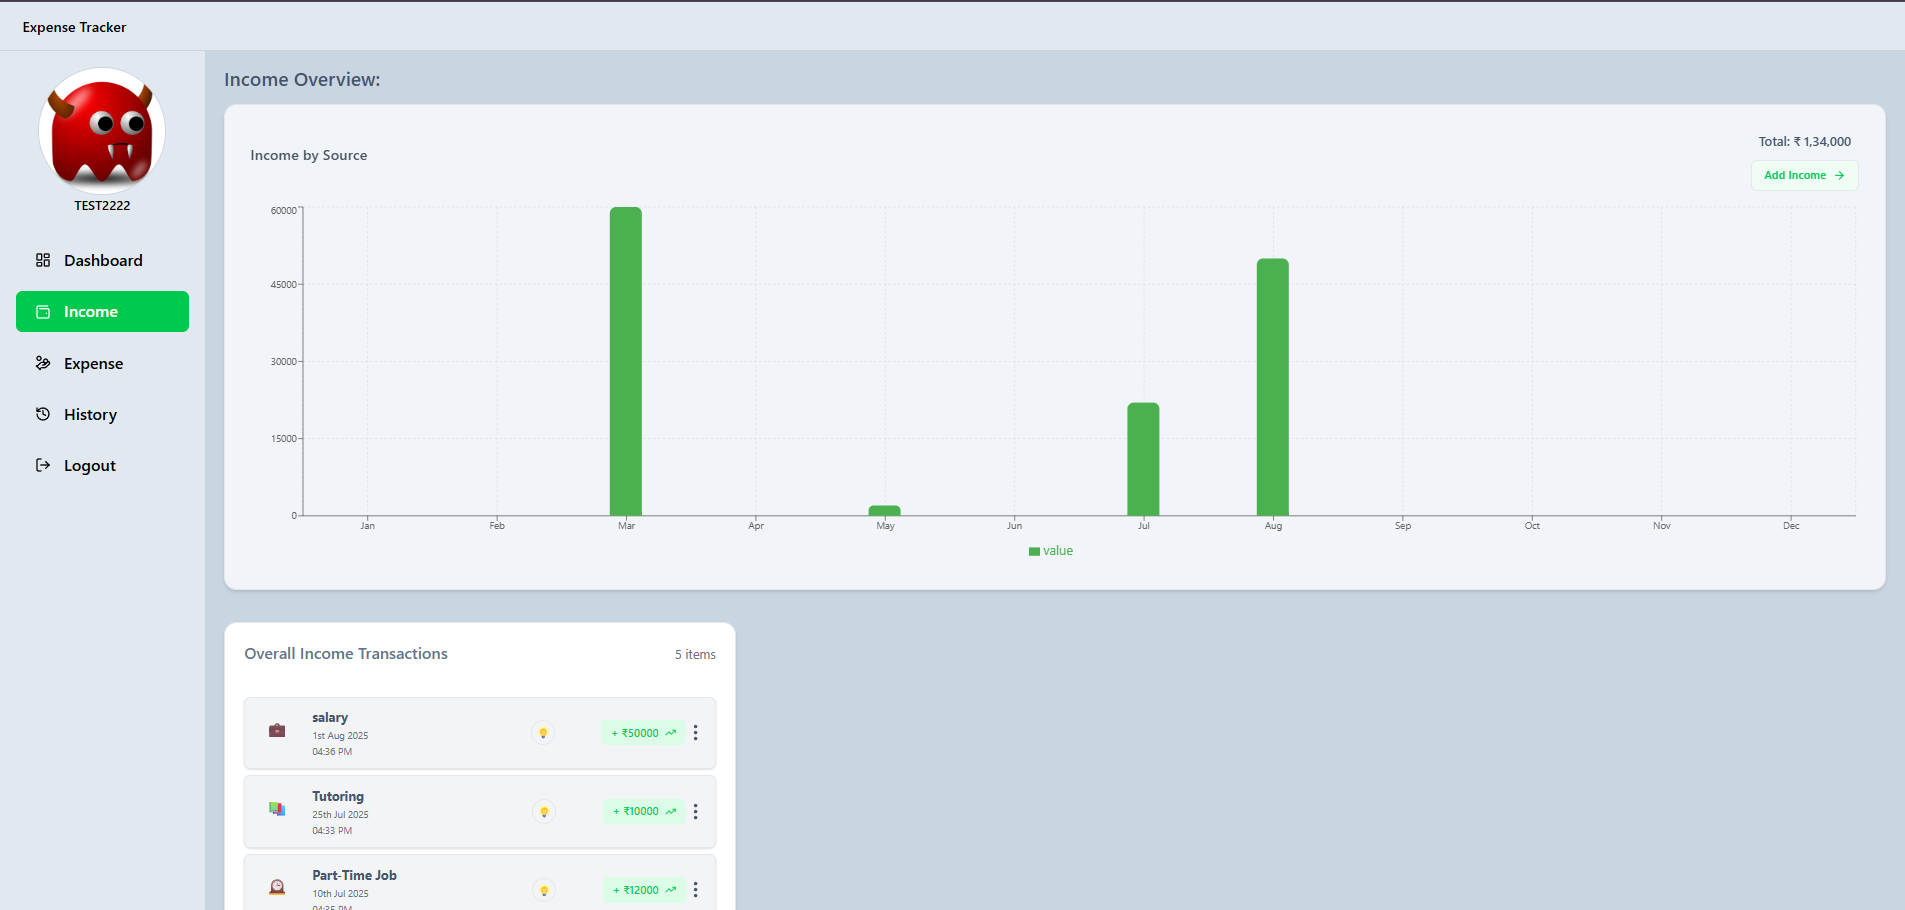 Expense Tracker
TEST2222
Dashboard
Income
Expense
History
Logout
Income Overview:
Income by Source
Total: ₹ 1,34,000
Add Income
60000
45000
30000
15000
0
Jan Feb Mar Apr May Jun Jul Aug Sep Oct Nov Dec
value
Overall Income Transactions
5 items
salary
1st Aug 2025
04:36 PM
+ ₹50000
Tutoring
25th Jul 2025
04:33 PM
+ ₹10000
Part-Time Job
10th Jul 2025
04:35 PM
+ ₹12000